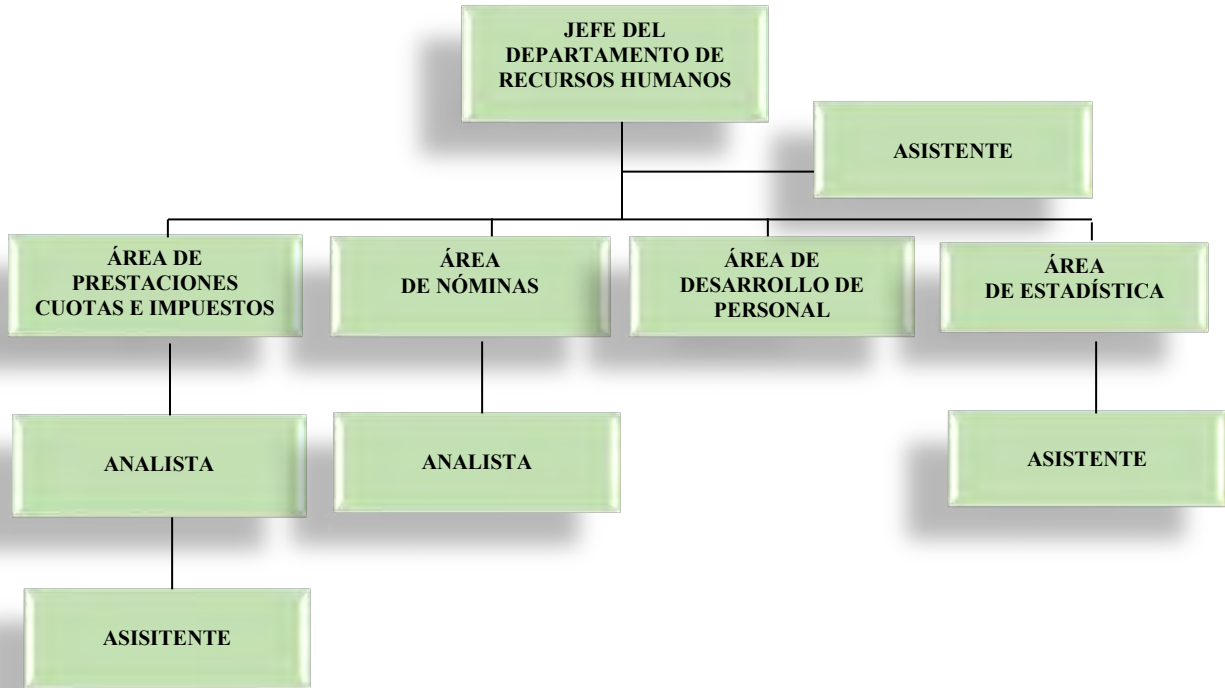 JEFE DEL
DEPARTAMENTO DE
RECURSOS HUMANOS
ASISTENTE
ÁREA DE
PRESTACIONES
CUOTAS E IMPUESTOS
ÁREA
DE NÓMINAS
ÁREA DE
DESARROLLO DE
PERSONAL
ÁREA
DE ESTADÍSTICA
ANALISTA
ANALISTA
ASISTENTE
ASISITENTE